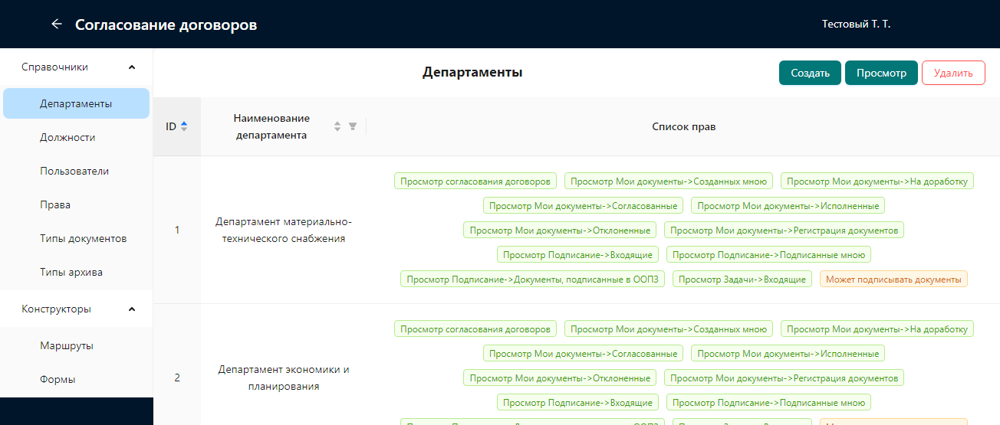 Согласование договоров
Тестовый Т. Т.
Справочники
Департаменты
Должности
Пользователи
Права
Типы документов
Типы архива
Конструкторы
Маршруты
Формы
Департаменты
Создать Просмотр Удалить
ID Наименование департамента Список прав
1
Департамент материально-
технического снабжения
Просмотр согласования договоров Просмотр Мои документы->Созданных мною Просмотр Мои документы->На доработку
Просмотр Мои документы->Согласованные Просмотр Мои документы->Исполненные
Просмотр Мои документы->Отклоненные Просмотр Мои документы->Регистрация документов
Просмотр Подписание->Входящие Просмотр Подписание->Подписанные мною
Просмотр Подписание->Документы, подписанные в ООПЗ Просмотр Задачи->Входящие Может подписывать документы
2
Департамент экономики и
планирования
Просмотр согласования договоров Просмотр Мои документы->Созданных мною Просмотр Мои документы->На доработку
Просмотр Мои документы->Согласованные Просмотр Мои документы->Исполненные
Просмотр Мои документы->Отклоненные Просмотр Мои документы->Регистрация документов
Просмотр Подписание->Входящие Просмотр Подписание->Подписанные мною